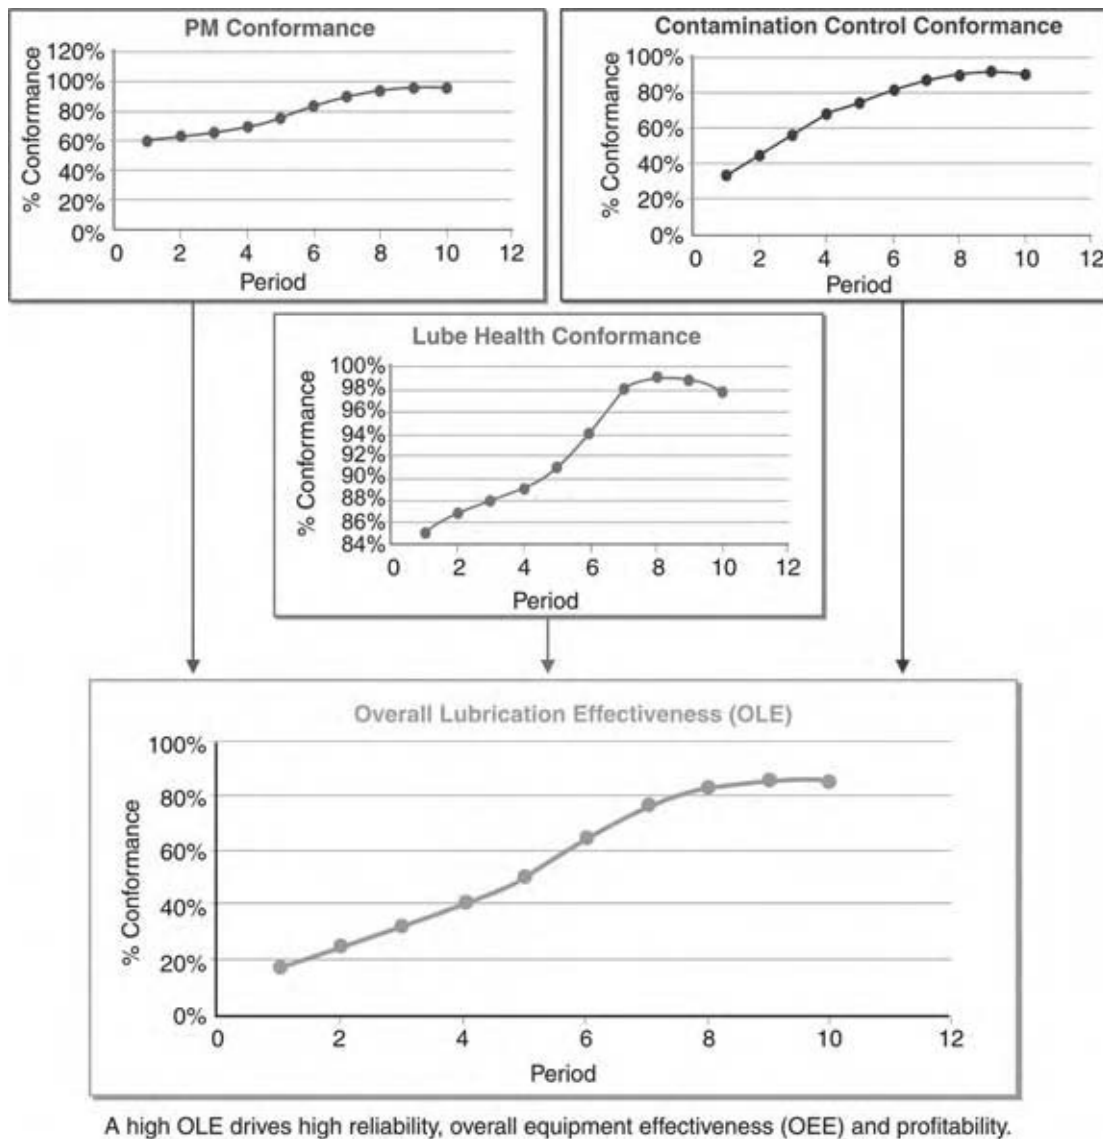 PM Conformance
120%
100%
80%
60%
40%
20%
0%
% Conformance
0 2 4 6 8 10 12
Period
Contamination Control Conformance
100%
80%
60%
40%
20%
0%
% Conformance
0 2 4 6 8 10 12
Period
Lube Health Conformance
100%
98%
96%
94%
92%
90%
88%
86%
84%
% Conformance
0 2 4 6 8 10 12
Period
Overall Lubrication Effectiveness (OLE)
100%
80%
60%
40%
20%
0%
% Conformance
0 2 4 6 8 10 12
Period
A high OLE drives high reliability, overall equipment effectiveness (OEE) and profitability.